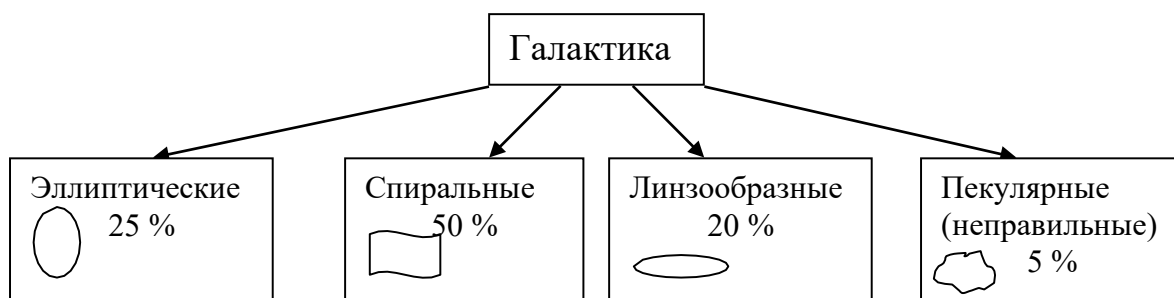 Галактика
Эллиптические
25 %
Спиральные
50 %
Линзообразные
20 %
Пекулярные
(неправильные)
5 %